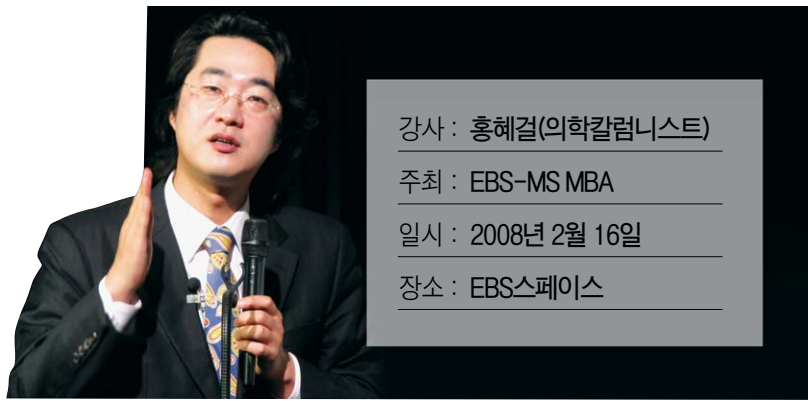 강사 : 홍혜걸(의학칼럼니스트)
주최 : EBS-MS MBA
일시 : 2008년 2월 16일
장소 : EBS스페이스